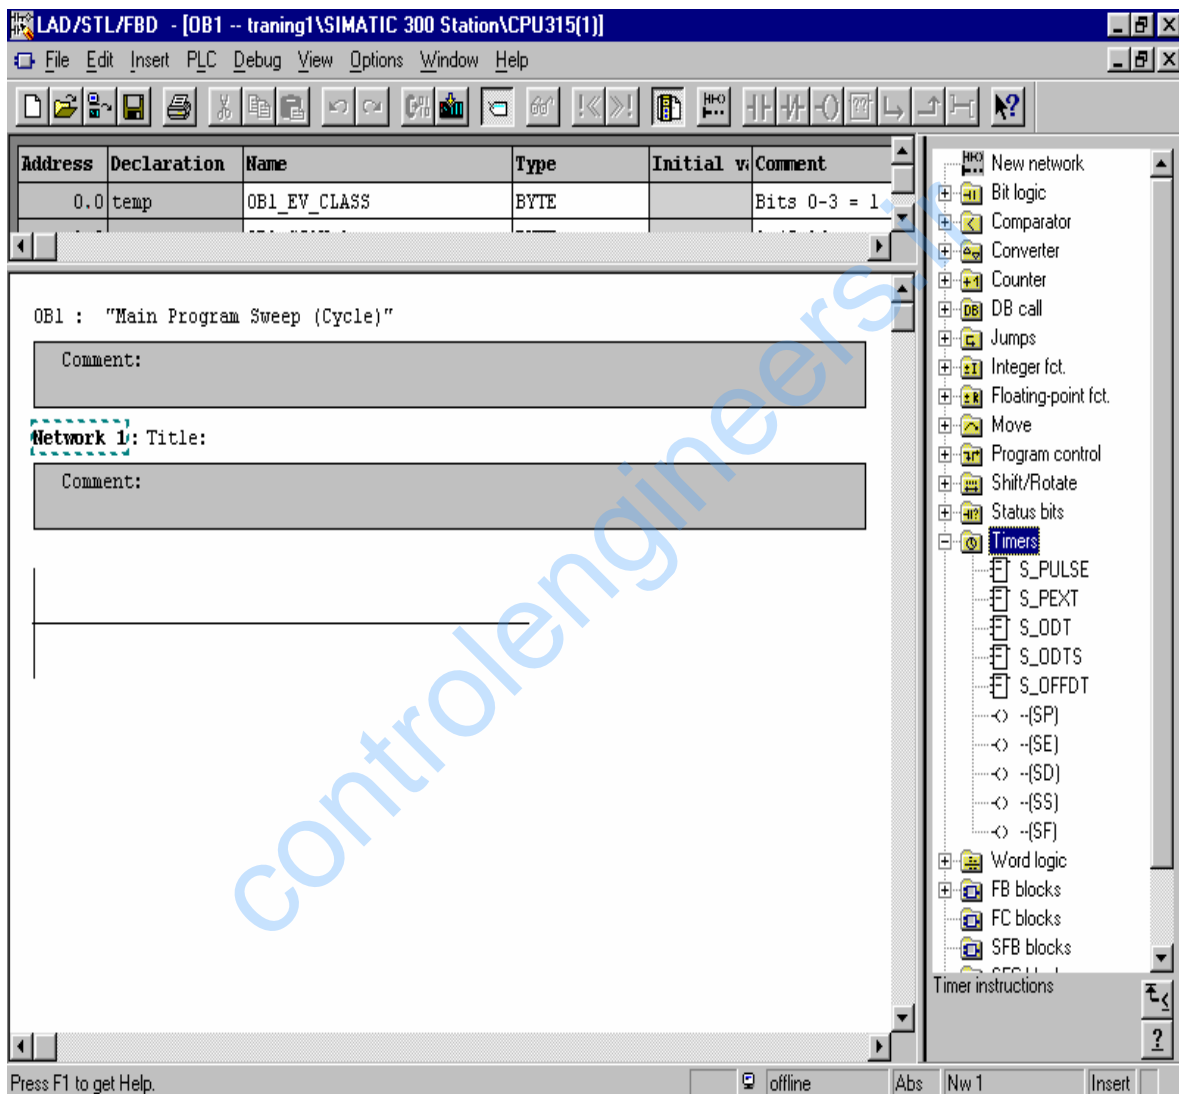 LAD/STL/FBD - [OB1 -- traning1\SIMATIC 300 Station\CPU315(1)]
File Edit Insert PLC Debug View Options Window Help
Address Declaration Name Type Initial va Comment
0.0 temp OB1_EV_CLASS BYTE Bits 0-3 = 1
OB1 : "Main Program Sweep (Cycle)"
Comment:
Network 1: Title:
Comment:
New network
Bit logic
Comparator
Converter
Counter
DB call
Jumps
Integer fct.
Floating-point fct.
Move
Program control
Shift/Rotate
Status bits
Timers
S_PULSE
S_PEXT
S_ODT
S_ODTS
S_OFFDT
--(SP)
--(SE)
--(SD)
--(SS)
--(SF)
Word logic
FB blocks
FC blocks
SFB blocks
Timer instructions
Press F1 to get Help. offline Abs Nw 1 Insert
controlengineers.ir